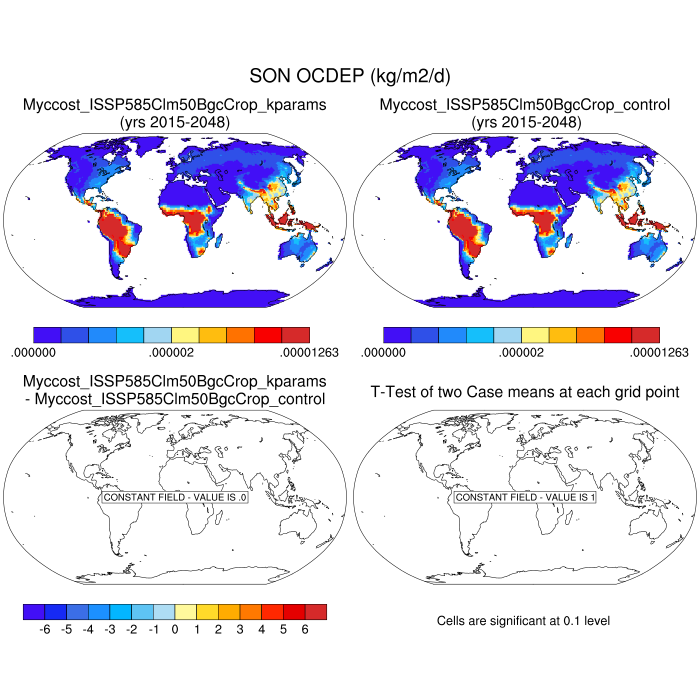 SON OCDEP (kg/m2/d)
Myccost_ISSP585Clm50BgcCrop_kparams
(yrs 2015-2048)
Myccost_ISSP585Clm50BgcCrop_control
(yrs 2015-2048)
.000000 .000002 .00001263
.000000 .000002 .00001263
Myccost_ISSP585Clm50BgcCrop_kparams
- Myccost_ISSP585Clm50BgcCrop_control
T-Test of two Case means at each grid point
CONSTANT FIELD - VALUE IS .0
CONSTANT FIELD - VALUE IS 1
-6 -5 -4 -3 -2 -1 0 1 2 3 4 5 6
Cells are significant at 0.1 level